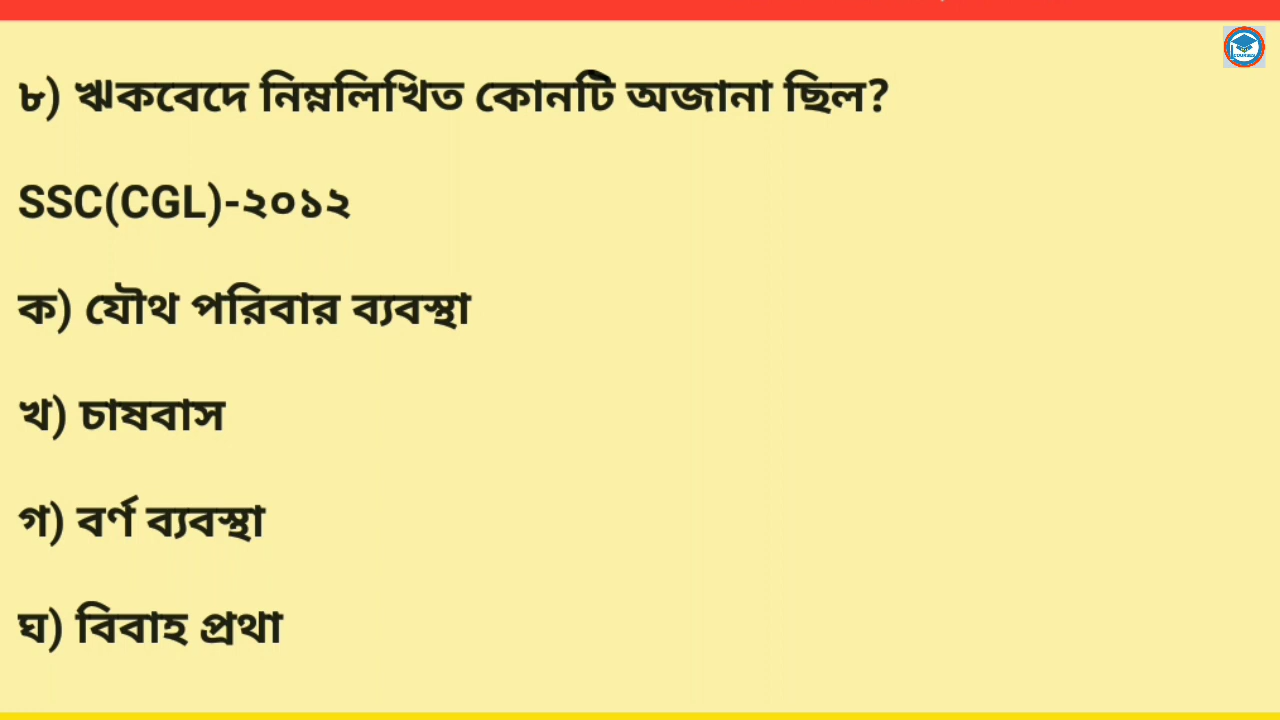 ৮) ঋকবেদে নিম্নলিখিত কোনটি অজানা ছিল?
SSC(CGL)-২০১২
ক) যৌথ পরিবার ব্যবস্থা
খ) চাষবাস
গ) বর্ণ ব্যবস্থা
ঘ) বিবাহ প্রথা